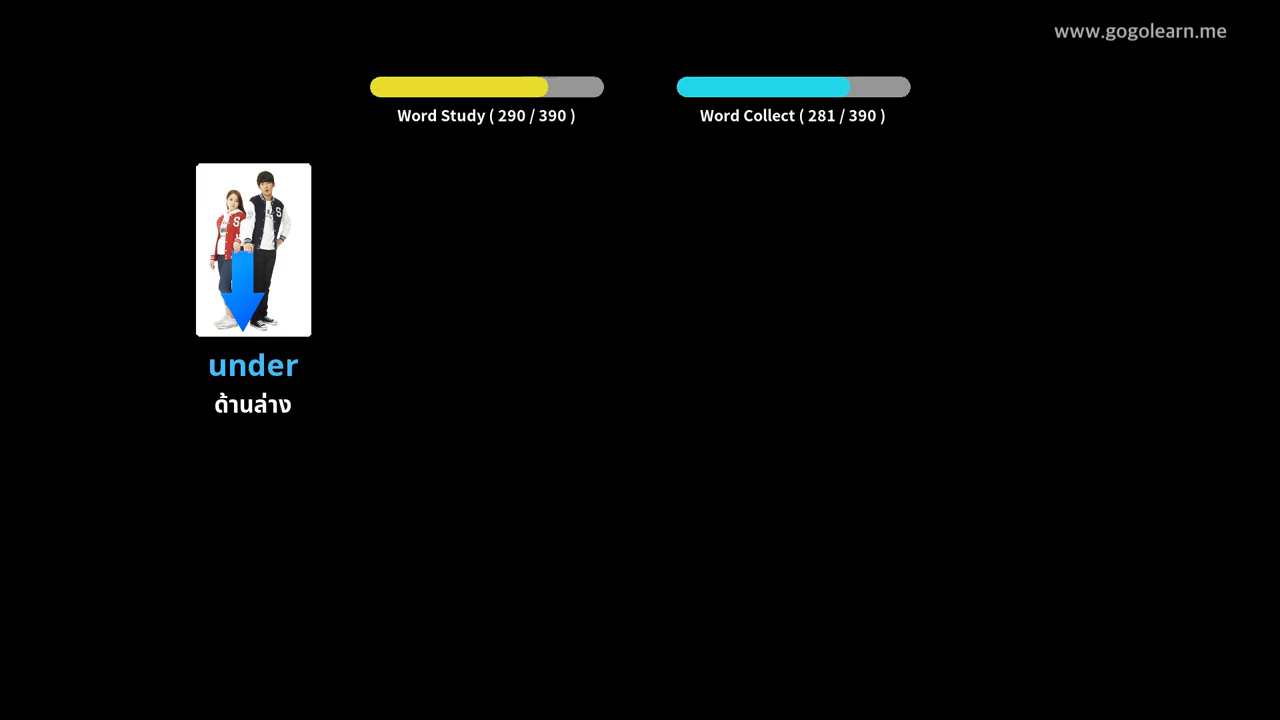 www.gogolearn.me
Word Study ( 290 / 390 )
Word Collect ( 281 / 390 )
S
S
under
ด้านล่าง